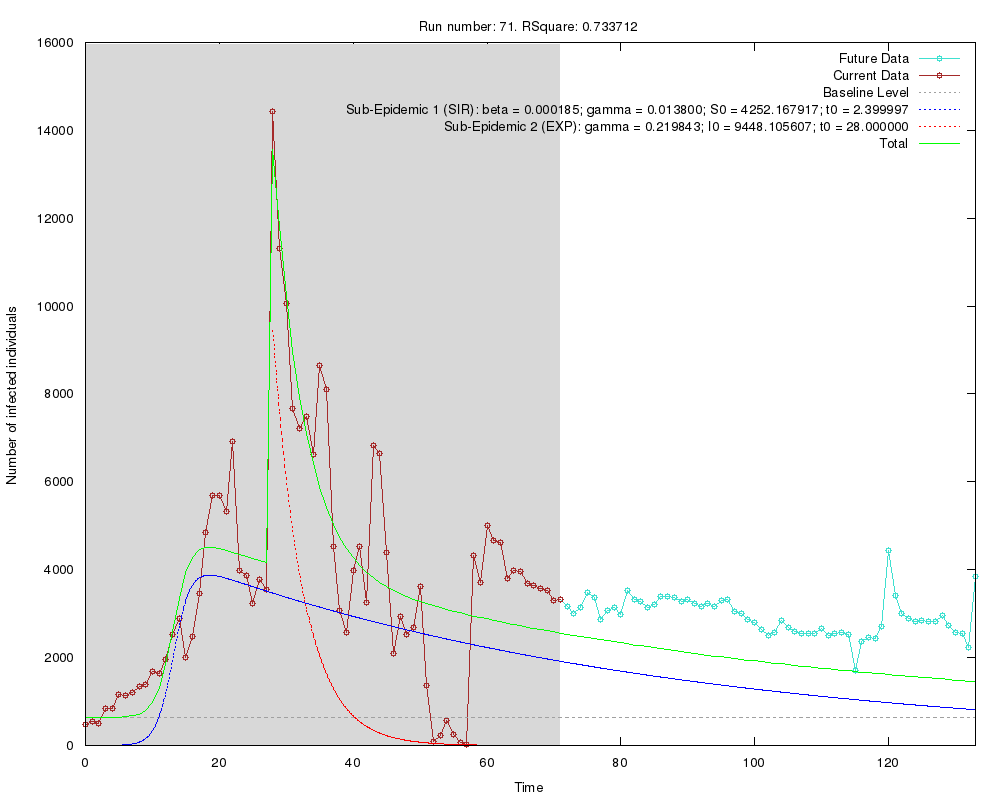 Run number: 71. RSquare: 0.733712
16000
14000
12000
10000
8000
6000
4000
2000
0
Number of infected individuals
Future Data
Current Data
Baseline Level
Sub-Epidemic 1 (SIR): beta = 0.000185; gamma = 0.013800; S0 = 4252.167917; t0 = 2.399997
Sub-Epidemic 2 (EXP): gamma = 0.219843; I0 = 9448.105607; t0 = 28.000000
Total
0 20 40 60 80 100 120
Time